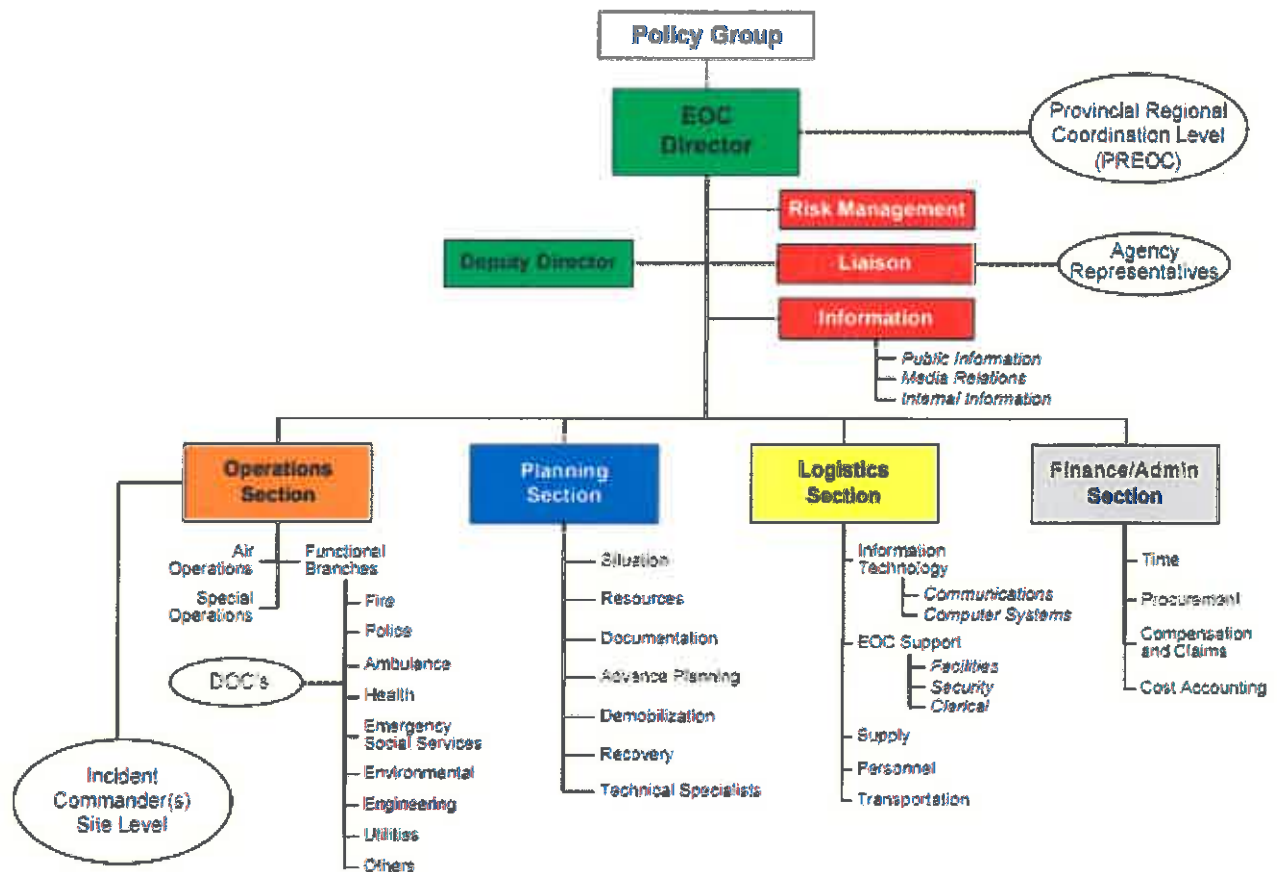 Policy Group
EOC
Director
Provincial Regional
Coordination Level
(PREOC)
Risk Management
Deputy Director
Liaison
Agency
Representatives
Information
Public Information
Media Relations
Internal Information
Operations
Section
Planning
Section
Logistics
Section
Finance/Admin
Section
Air
Operations
Functional
Branches
Special
Operations
Fire
Police
Ambulance
DOC's
Health
Emergency
Social Services
Environmental
Engineering
Utilities
Others
Incident
Commander(s)
Site Level
Situation
Resources
Documentation
Advance Planning
Demobilization
Recovery
Technical Specialists
Information
Technology
Communications
Computer Systems
EOC Support
Facilities
Security
Clerical
Supply
Personnel
Transportation
Time
Procurement
Compensation
and Claims
Cost Accounting